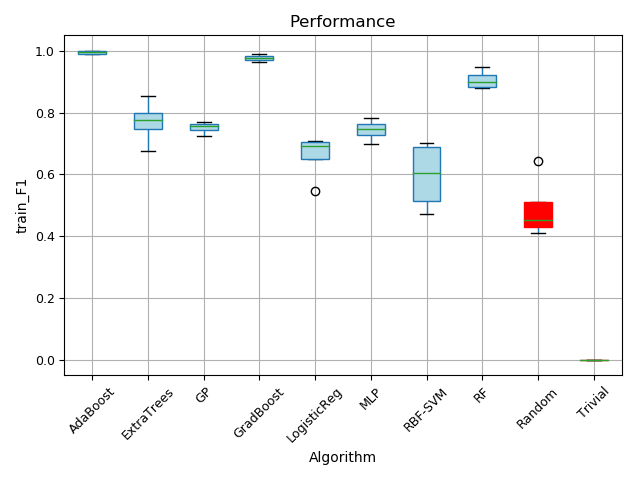 Performance
1.0
0.8
0.6
0.4
0.2
0.0
train_F1
AdaBoost
ExtraTrees
GP
GradBoost
LogisticReg
MLP
RBF-SVM
RF
Random
Trivial
Algorithm